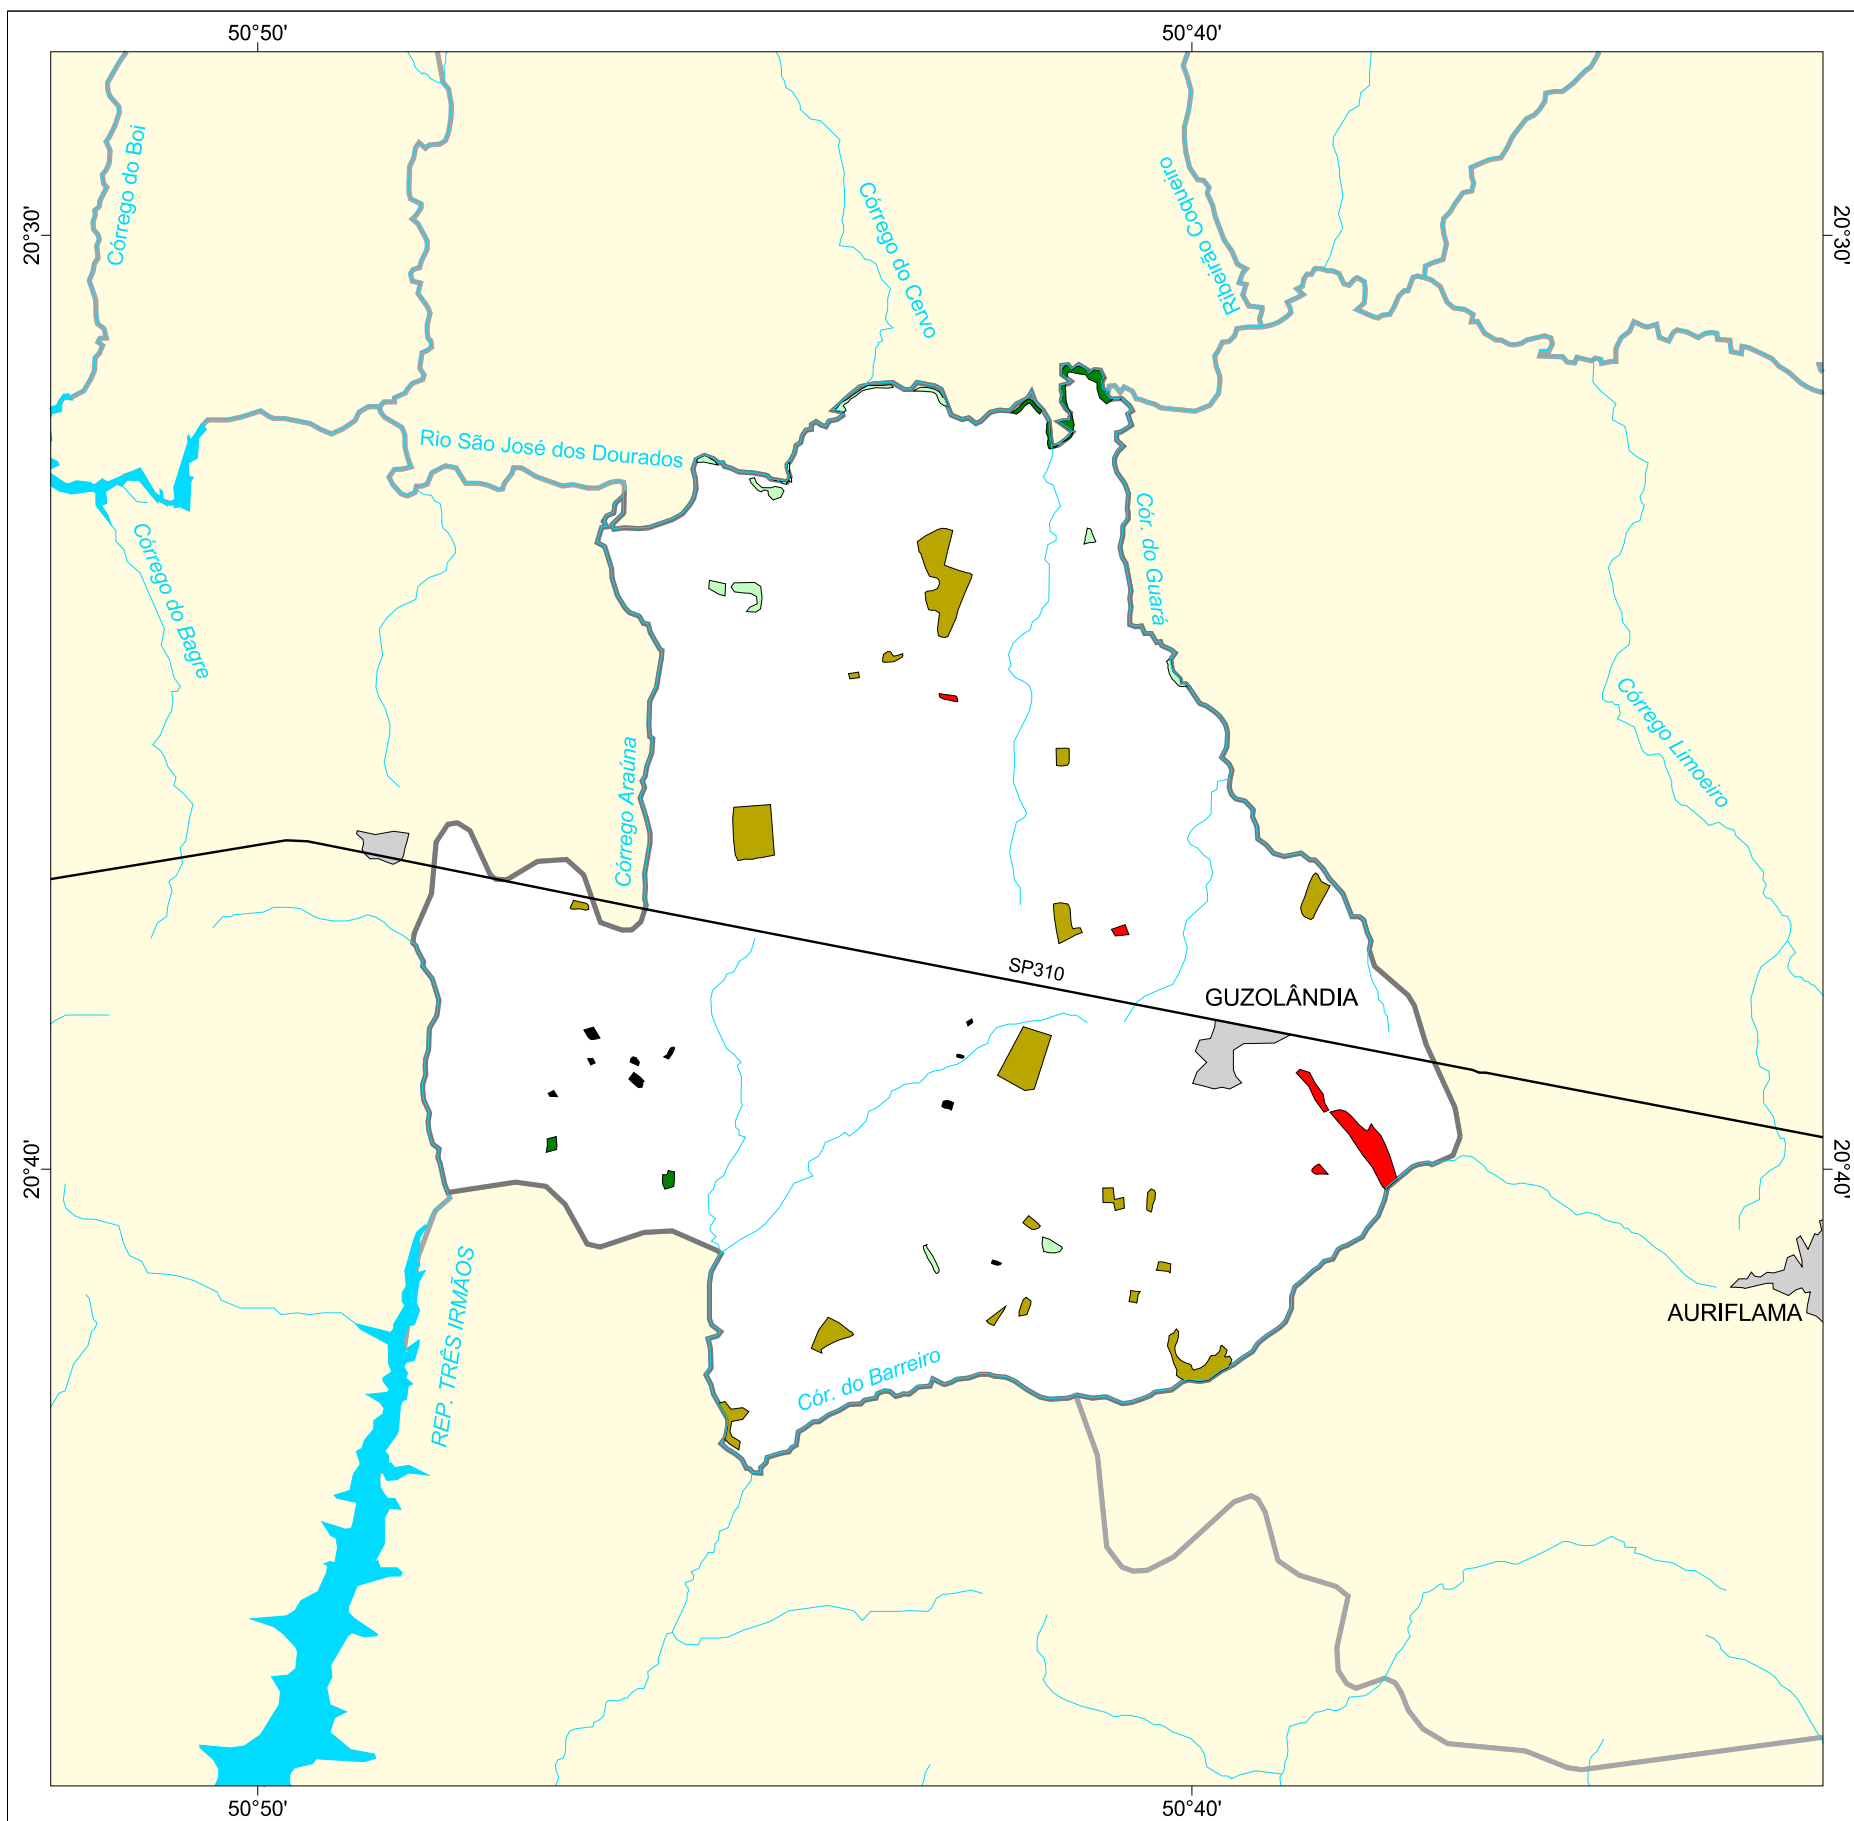 50°50'
50°40'
20°30'
20°30'
Córrego do Boi
Córrego do Cervo
Ribeirão Coqueiro
Rio São José dos Dourados
Córrego do Bagre
Cór. do Guará
Córrego Araúna
Córrego Limoeiro
SP310
GUZOLÂNDIA
20°40'
20°40'
REP. TRÊS IRMÃOS
AURIFLAMA
Cór. do Barreiro
50°50'
50°40'